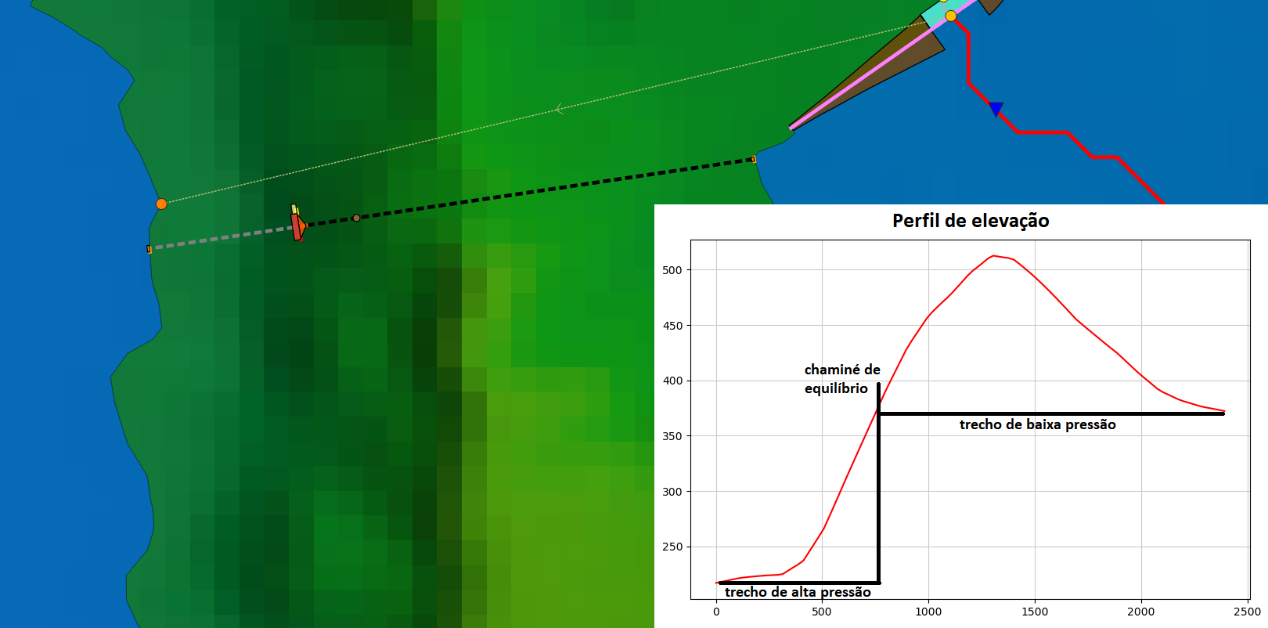 Perfil de elevação
500
450
400
350
300
250
chaminé de
equilíbrio
trecho de baixa pressão
trecho de alta pressão
0
500
1000
1500
2000
2500